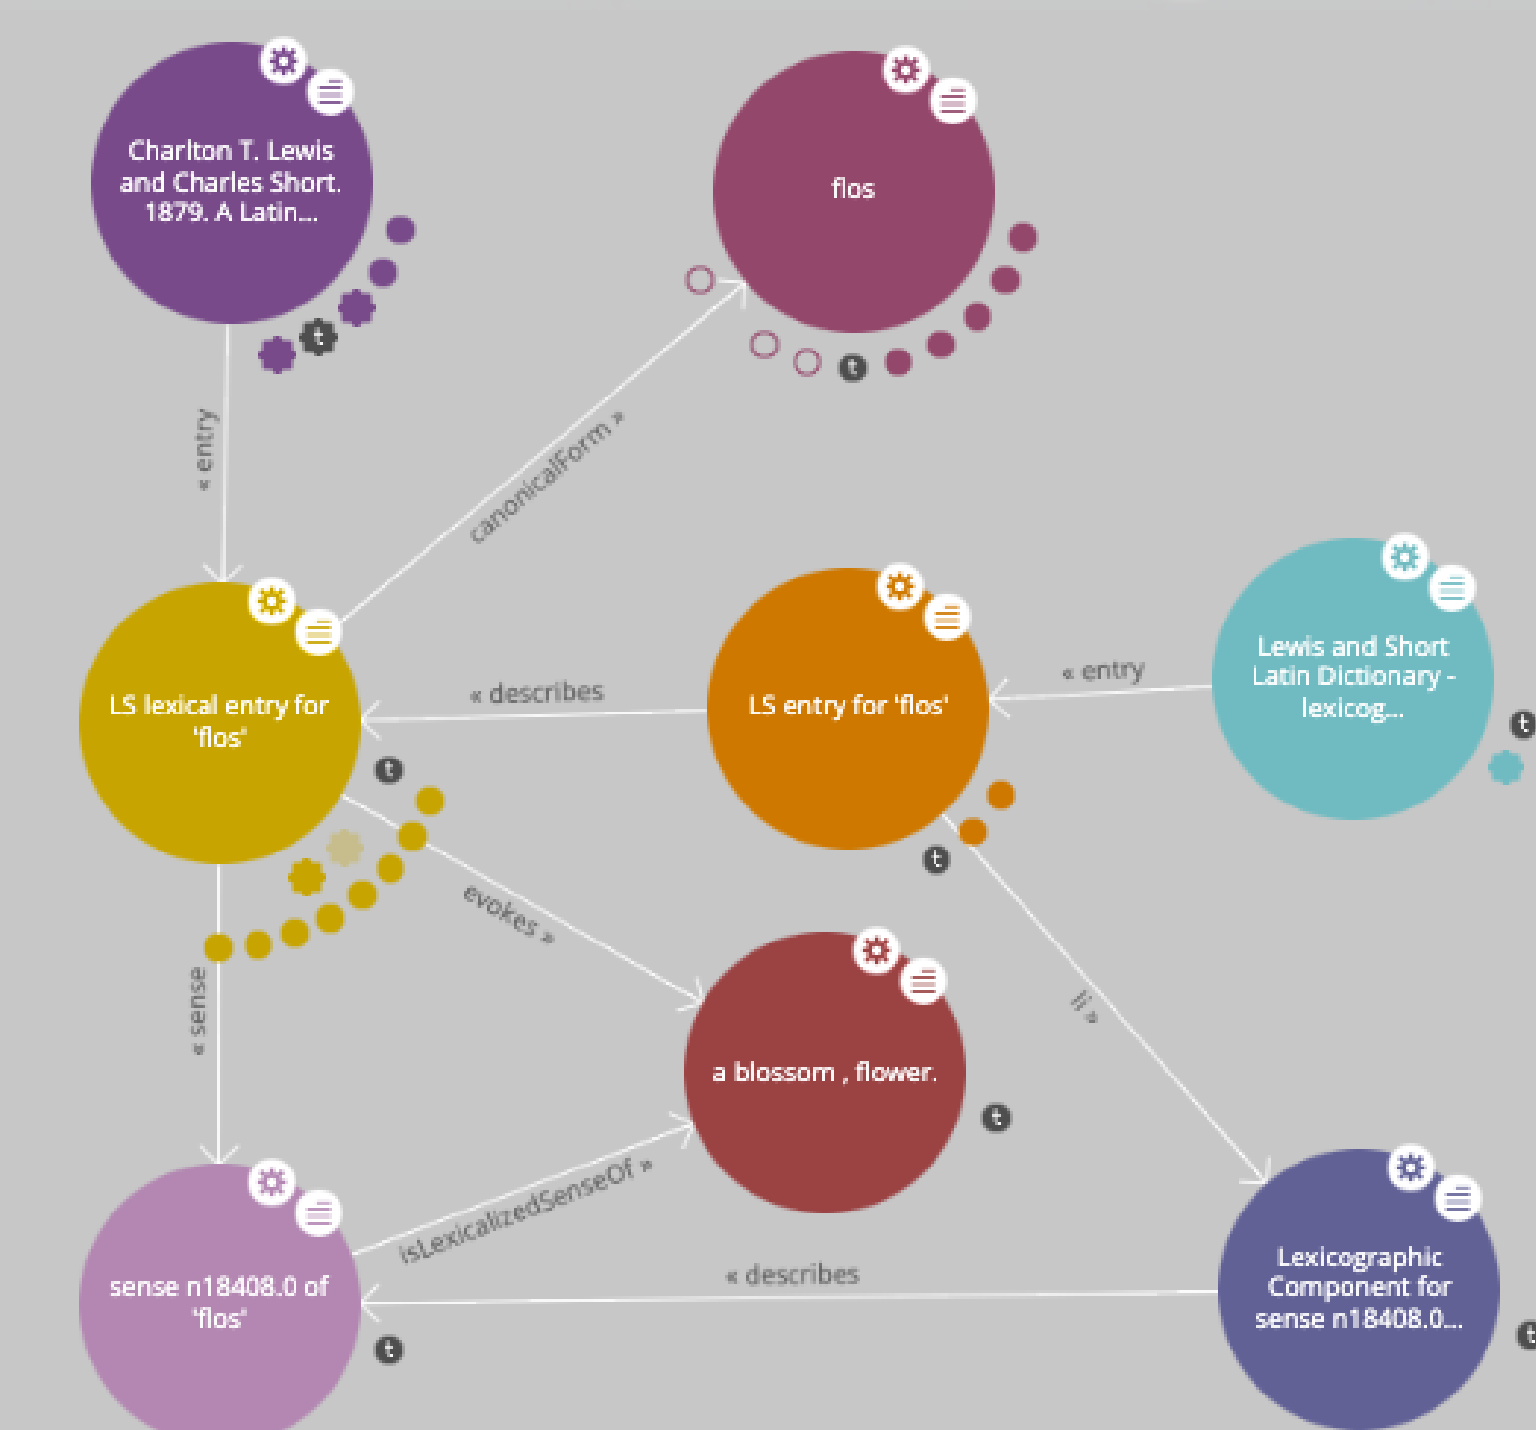 Charlton T. Lewis
and Charles Short.
1879. A Latin...
flos
t
t
« entry
canonicalForm »
LS lexical entry for
'flos'
« describes
LS entry for 'flos'
« entry
Lewis and Short
Latin Dictionary -
lexicog...
t
t
t
evokes »
« sense
a blossom , flower.
li »
t
isLexicalizedSenseOf »
sense n18408.0 of
'flos'
« describes
Lexicographic
Component for
sense n18408.0...
t
t